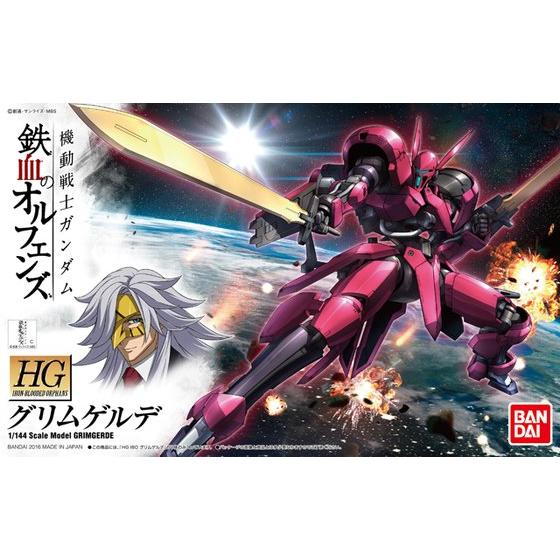 ©創通・サンライズ・MBS
機動戦士ガンダム
鉄血のオルフェンズ
HG
IRON-BLOODED ORPHANS
グリムゲルデ
1/144 Scale Model GRIMGERDE
BANDAI 2016 MADE IN JAPAN
BAN
DAI